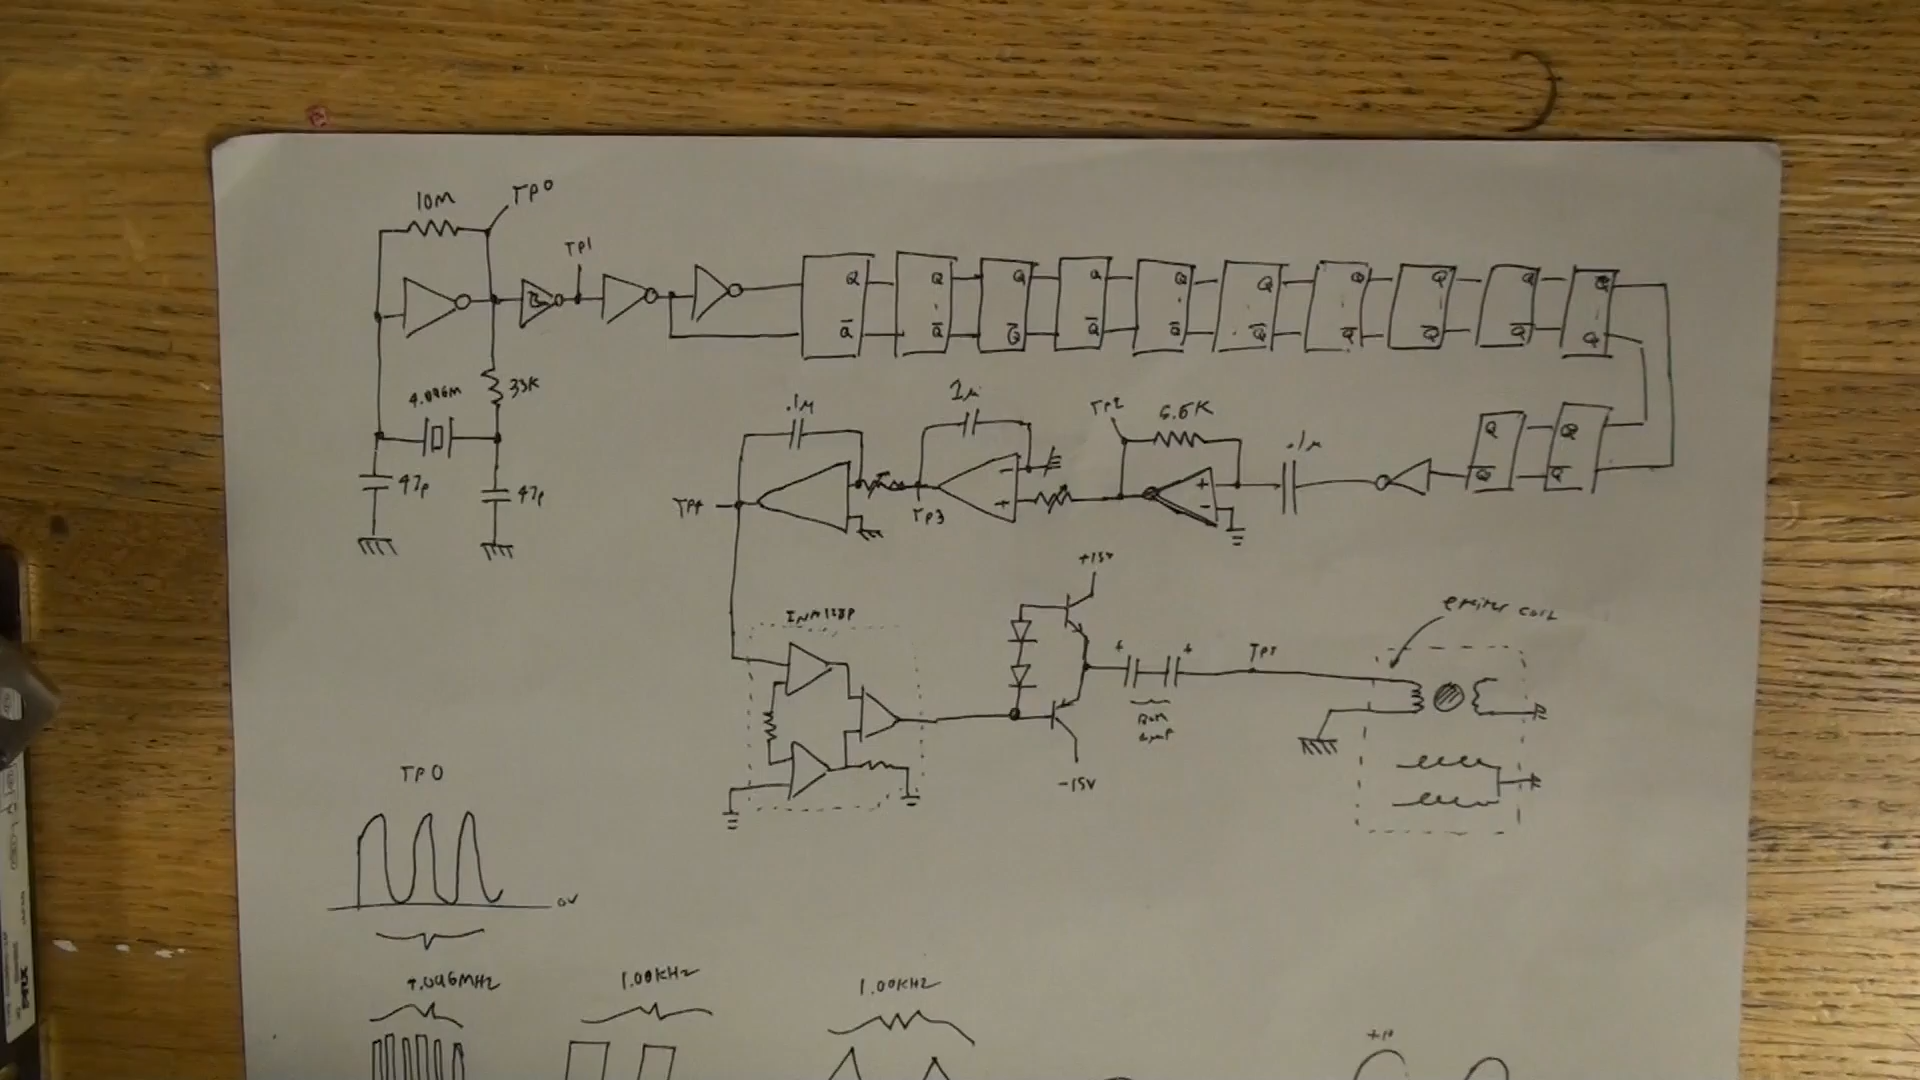 10M
TP0
TP1
Q Q Q Q Q Q Q Q Q Q
Q̅ Q̅ Q̅ Q̅ Q̅ Q̅ Q̅ Q̅ Q̅ Q
4.096M
33K
47p
47p
.1µ
1µ
TP2
6.6K
.1µ
Q Q
Q̅ Q
TP4
TP3
- +
+ -
INA128P
+15V
-15V
+ +
TP5
emitter coil
TP0
0V
4.096MHz
1.00KHz
1.00KHz